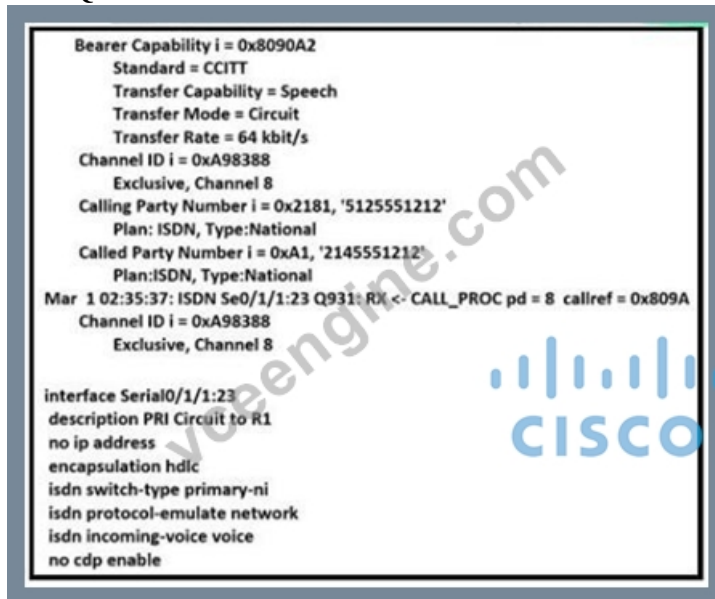 Bearer Capability i = 0x8090A2
Standard = CCITT
Transfer Capability = Speech
Transfer Mode = Circuit
Transfer Rate = 64 kbit/s
Channel ID i = 0xA98388
Exclusive, Channel 8
Calling Party Number i = 0x2181, '5125551212'
Plan: ISDN, Type:National
Called Party Number i = 0xA1, '2145551212'
Plan:ISDN, Type:National
Mar 1 02:35:37: ISDN Se0/1/1:23 Q931: RX <- CALL_PROC pd = 8 callref = 0x809A
Channel ID i = 0xA98388
Exclusive, Channel 8
interface Serial0/1/1:23
description PRI Circuit to R1
no ip address
encapsulation hdlc
isdn switch-type primary-ni
isdn protocol-emulate network
isdn incoming-voice voice
no cdp enable
vceengine.com
CISCO